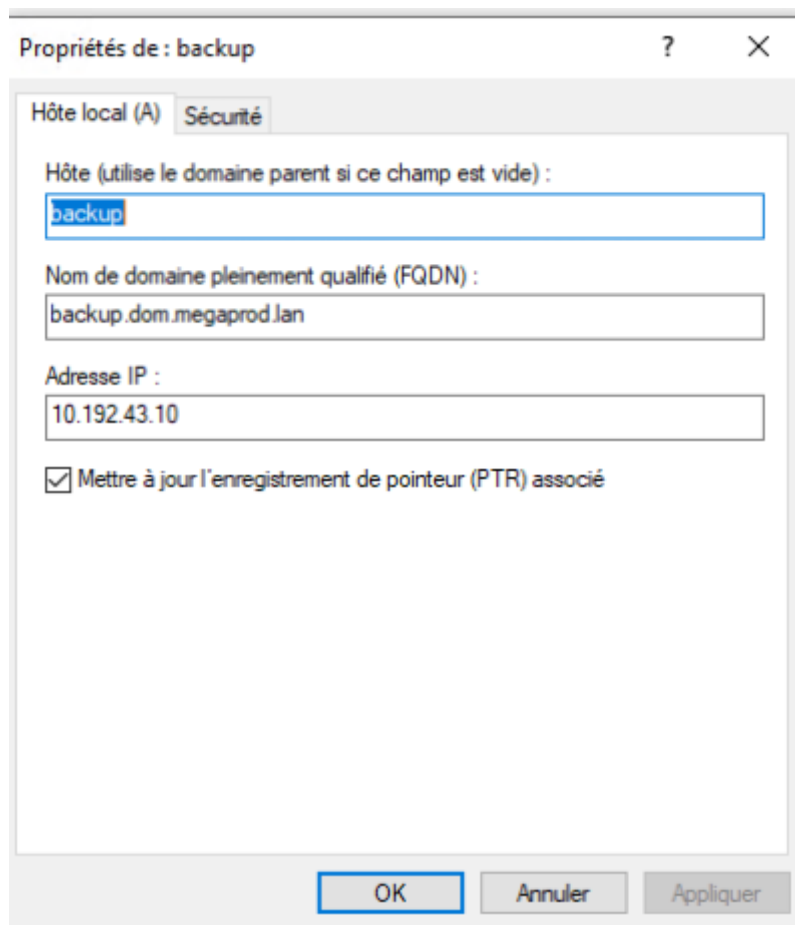 Propriétés de : backup
?
Hôte local (A)
Sécurité
Hôte (utilise le domaine parent si ce champ est vide) :
backup
Nom de domaine pleinement qualifié (FQDN) :
backup.dom.megaprod.lan
Adresse IP :
10.192.43.10
Mettre à jour l'enregistrement de pointeur (PTR) associé
OK
Annuler
Appliquer